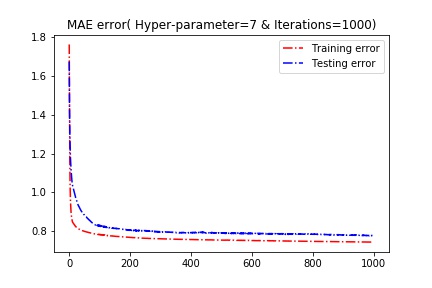 MAE error( Hyper-parameter=7 & Iterations=1000)
1.8
1.6
1.4
1.2
1.0
0.8
Training error
Testing error
0 200 400 600 800 1000